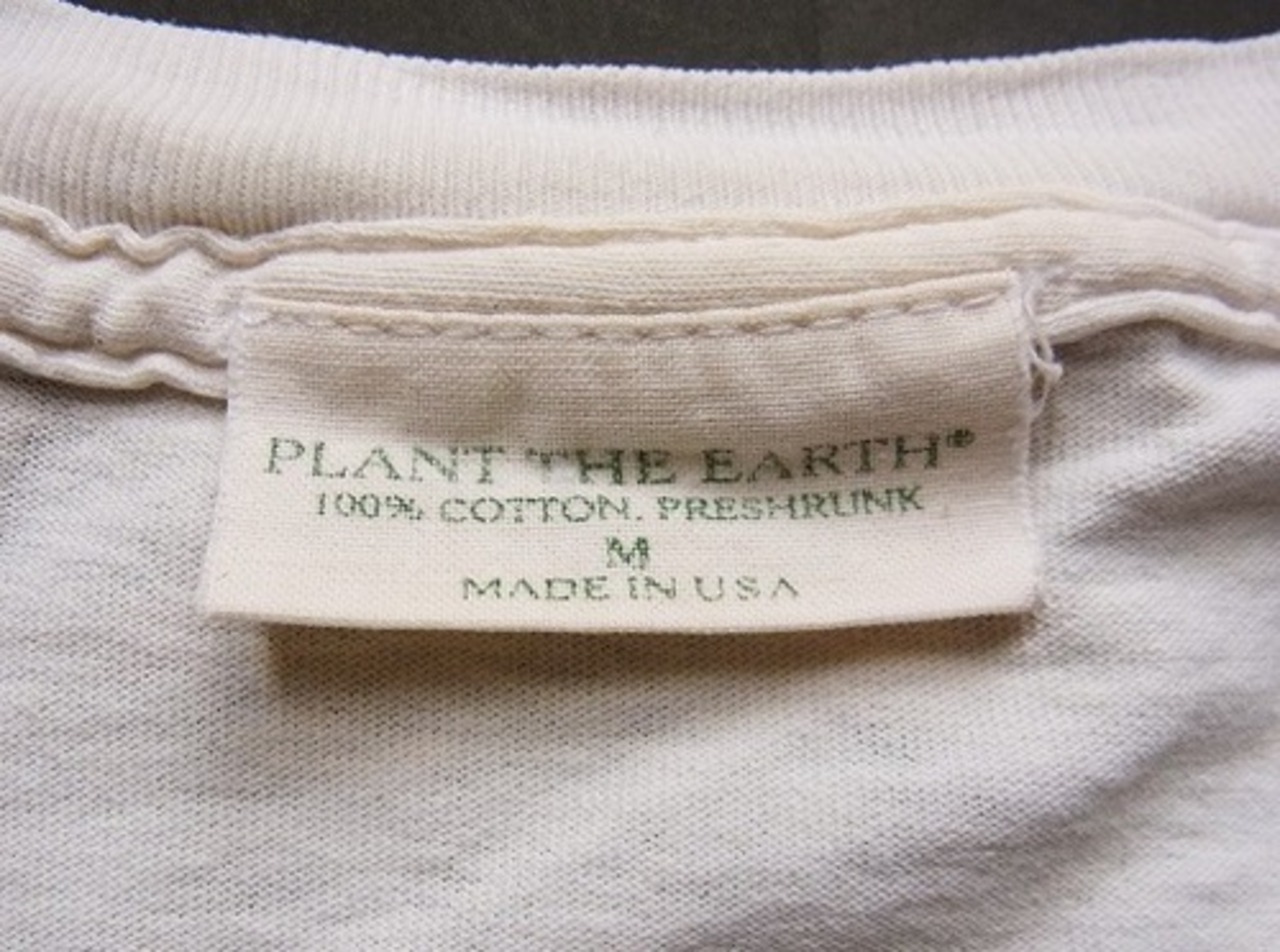 PLANT THE EARTH®
100% COTTON. PRESHRUNK
M
MADE IN USA